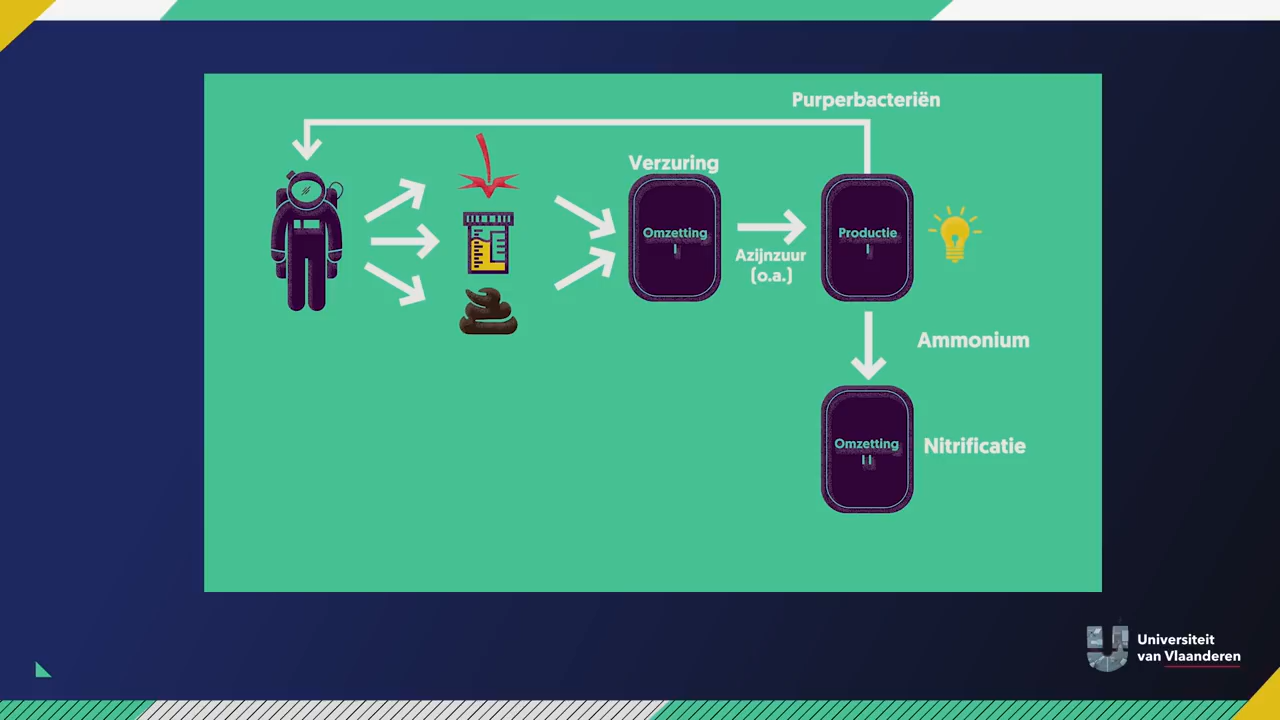 Purperbacteriën
Verzuring
Omzetting
I
Productie
I
Azijnzuur
(o.a.)
Ammonium
Omzetting
II
Nitrificatie
Universiteit
van Vlaanderen